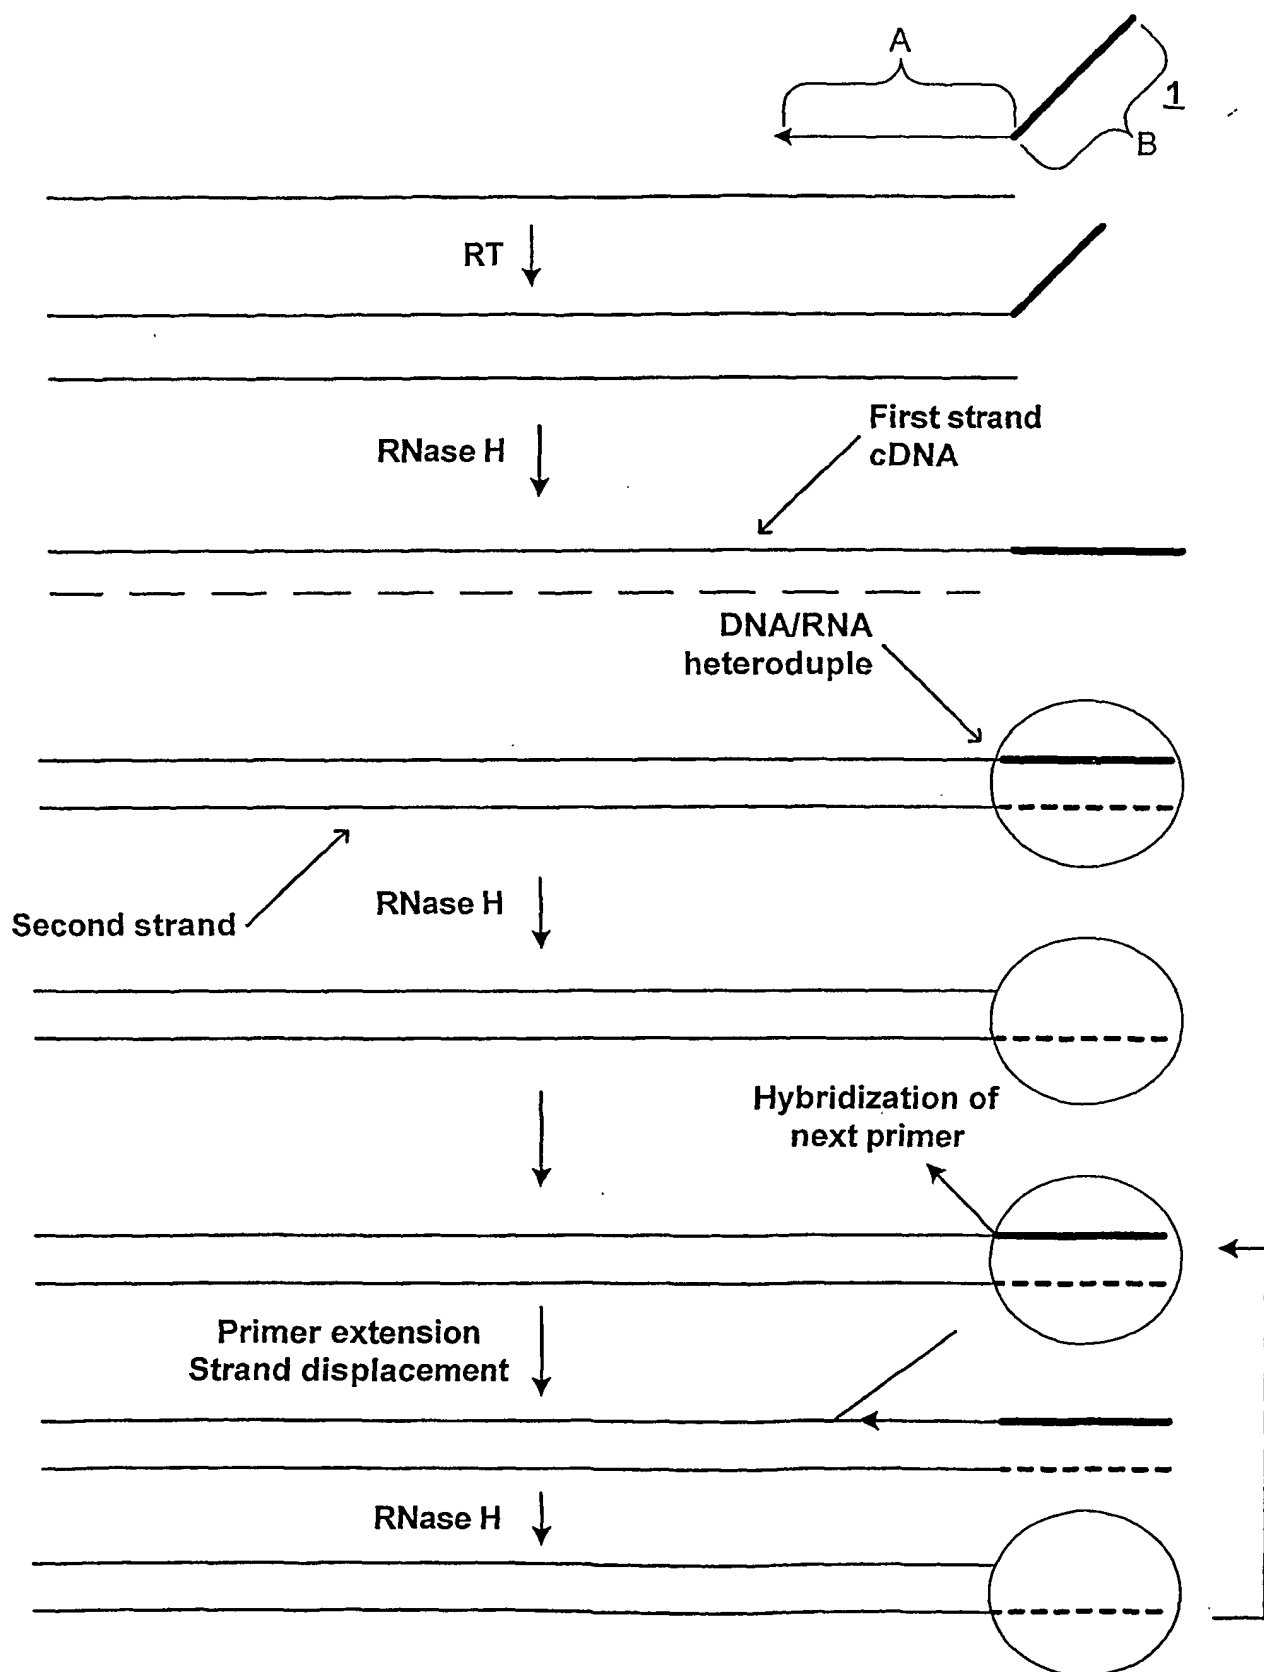 A
1
B
RT
First strand
cDNA
RNase H
DNA/RNA
heteroduple
Second strand
RNase H
Hybridization of
next primer
Primer extension
Strand displacement
RNase H